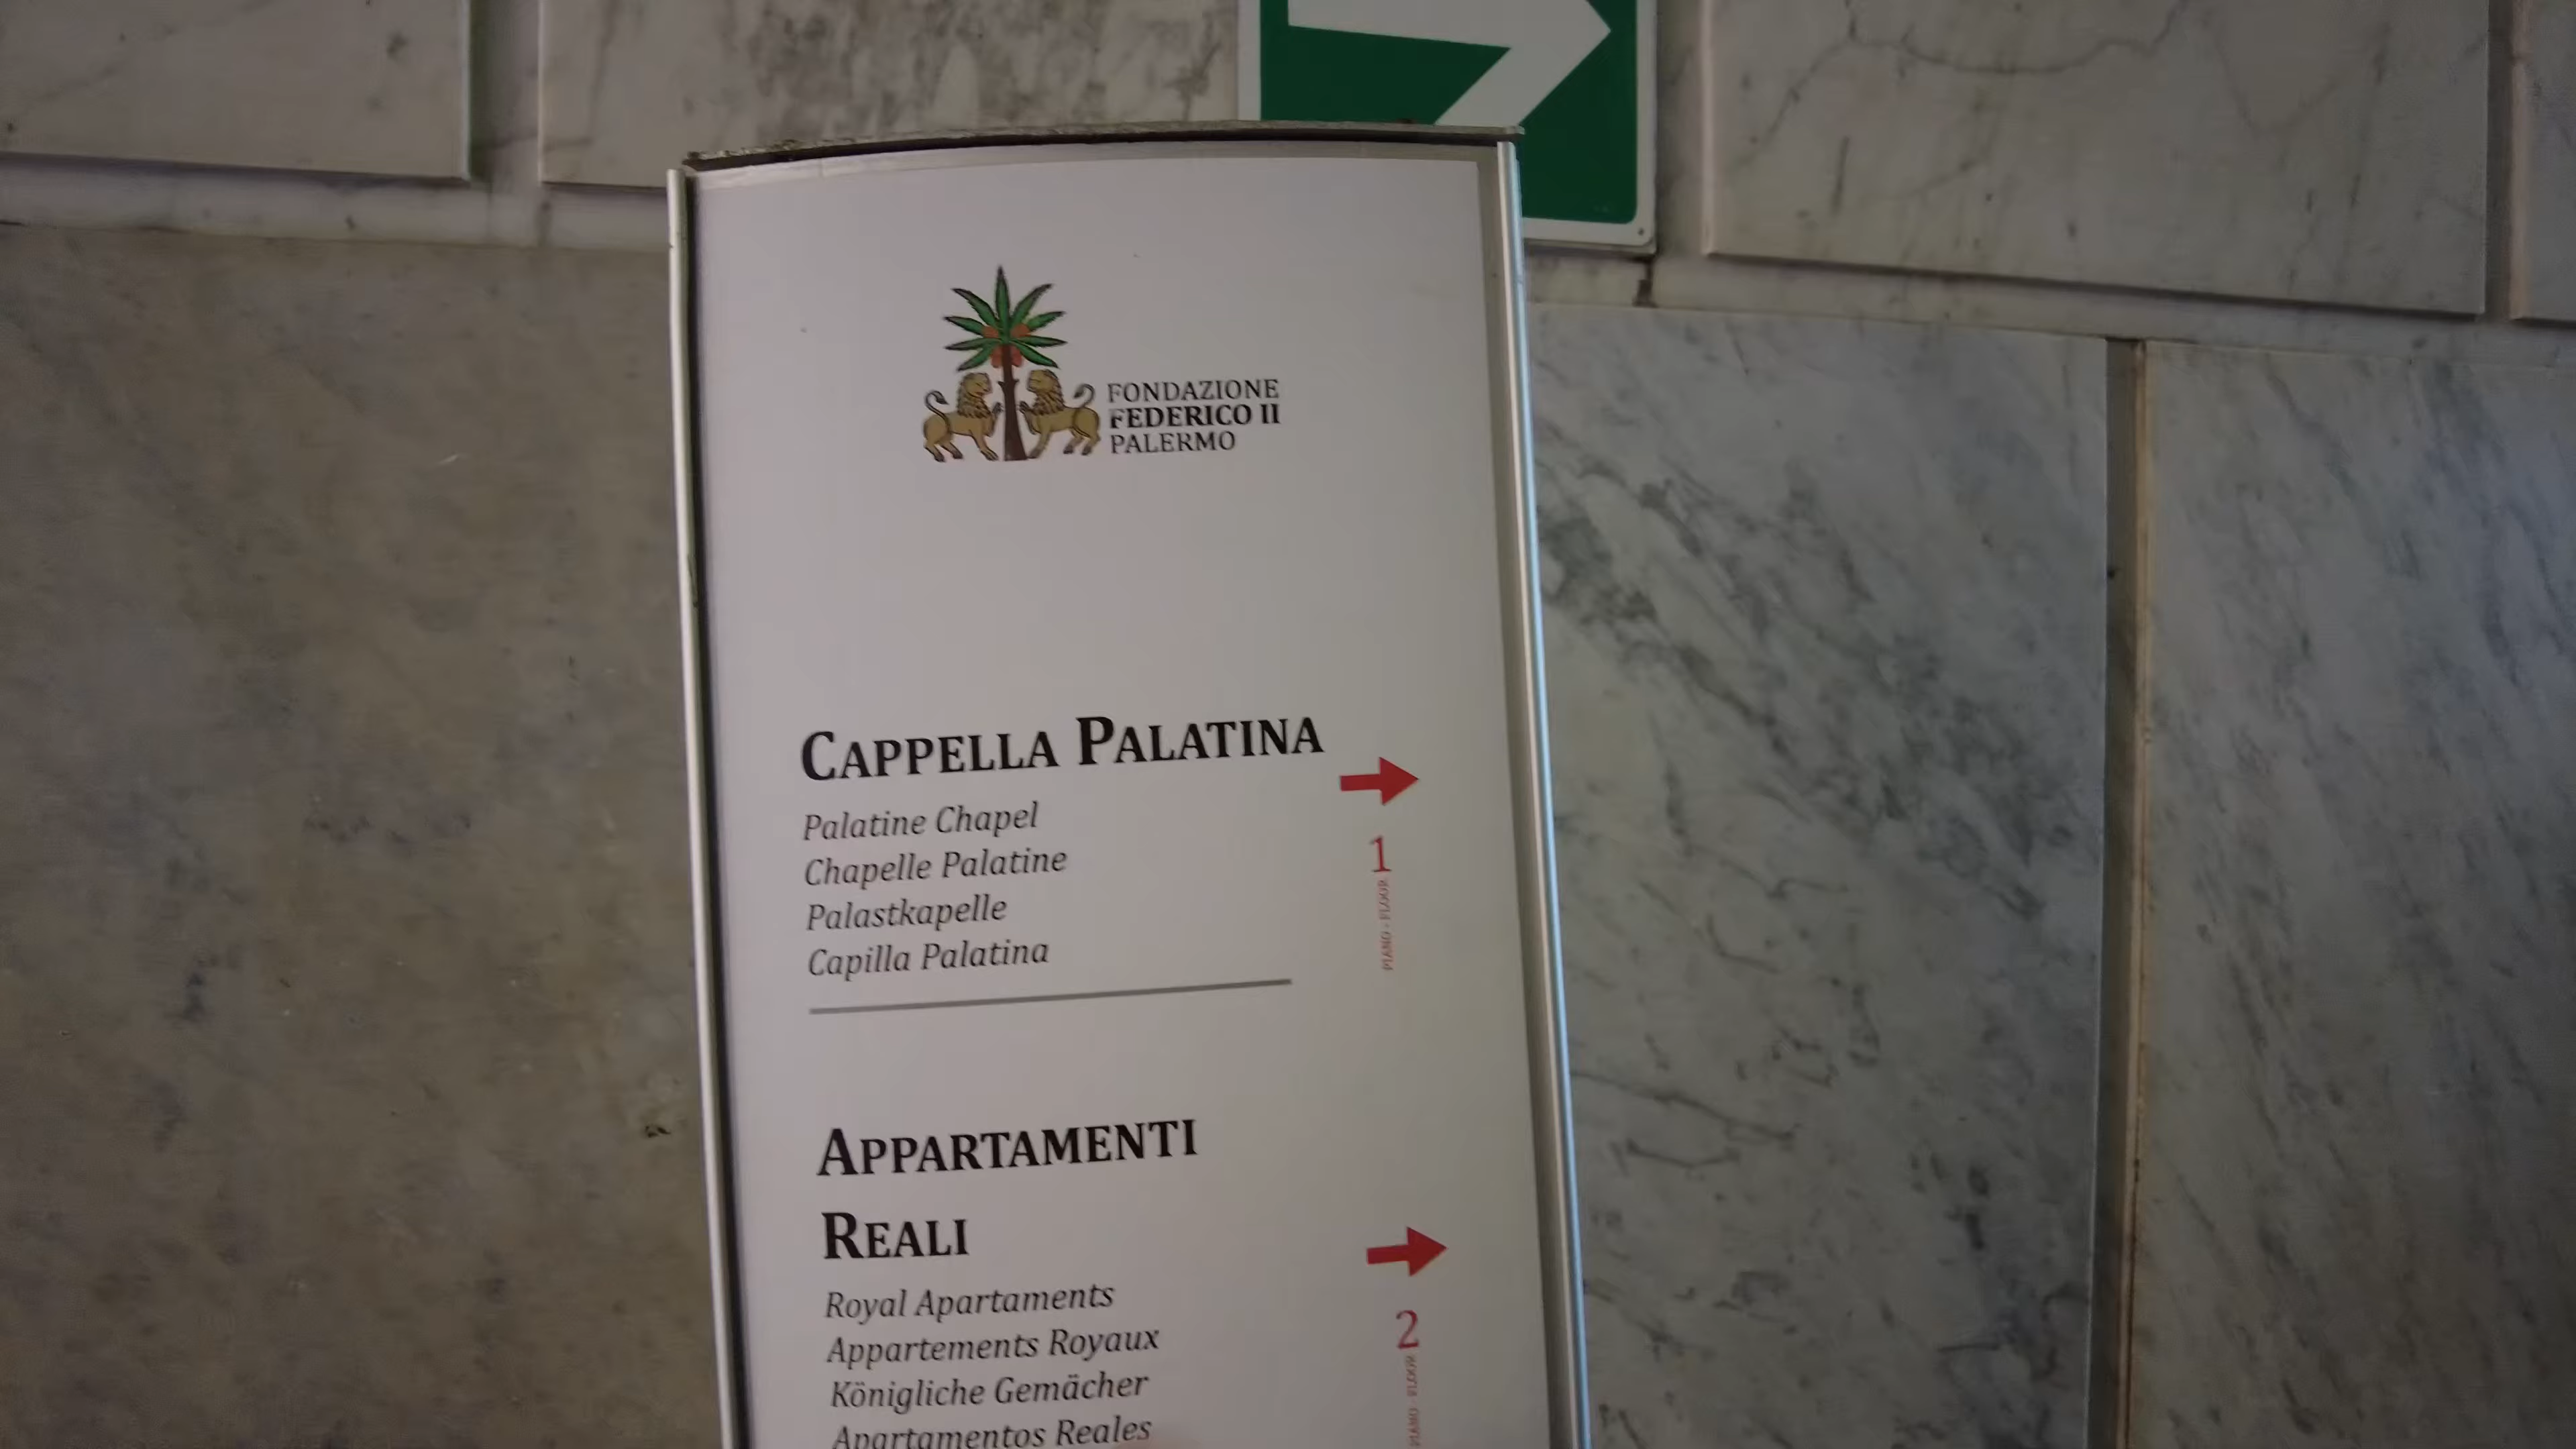 FONDAZIONE
FEDERICO II
PALERMO
CAPPELLA PALATINA
Palatine Chapel
Chapelle Palatine
Palastkapelle
Capilla Palatina
1
PIANO - FLOOR
APPARTAMENTI
REALI
Royal Apartaments
Appartements Royaux
Königliche Gemächer
Apartamentos Reales
2
PIANO - FLOOR